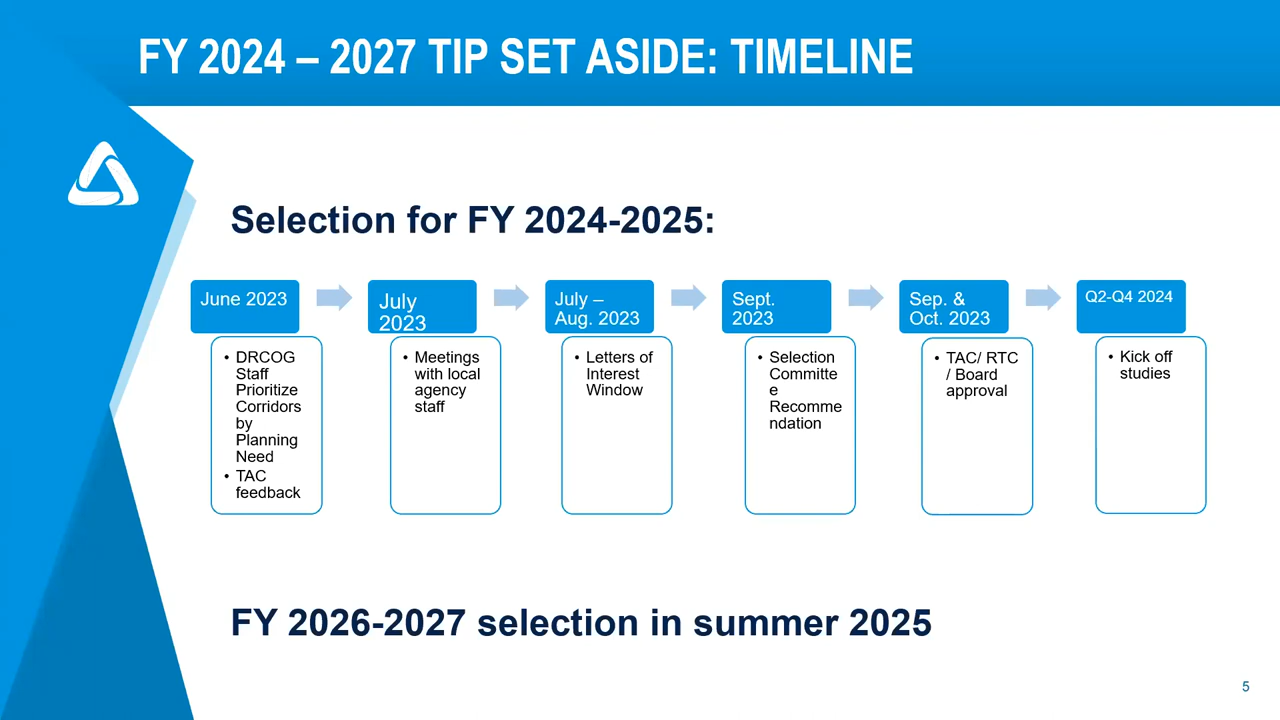 FY 2024 – 2027 TIP SET ASIDE: TIMELINE
Selection for FY 2024-2025:
June 2023
• DRCOG
Staff
Prioritize
Corridors
by
Planning
Need
• TAC
feedback
July
2023
• Meetings
with local
agency
staff
July –
Aug. 2023
• Letters of
Interest
Window
Sept.
2023
• Selection
Committe
e
Recomme
ndation
Sep. &
Oct. 2023
• TAC/ RTC
/ Board
approval
Q2-Q4 2024
• Kick off
studies
FY 2026-2027 selection in summer 2025
5